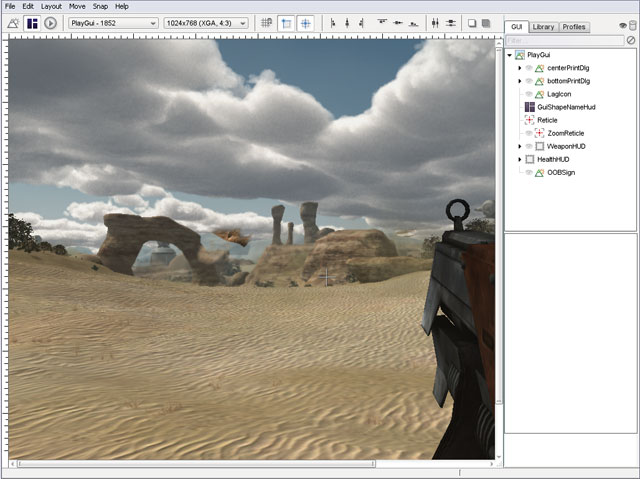 File Edit Layout Move Snap Help
PlayGui - 1852 1024x768 (XGA, 4:3)
GUI Library Profiles
Filter...
PlayGui
centerPrintDlg
bottomPrintDlg
LagIcon
GuiShapeNameHud
Reticle
ZoomReticle
WeaponHUD
HealthHUD
OOBSign